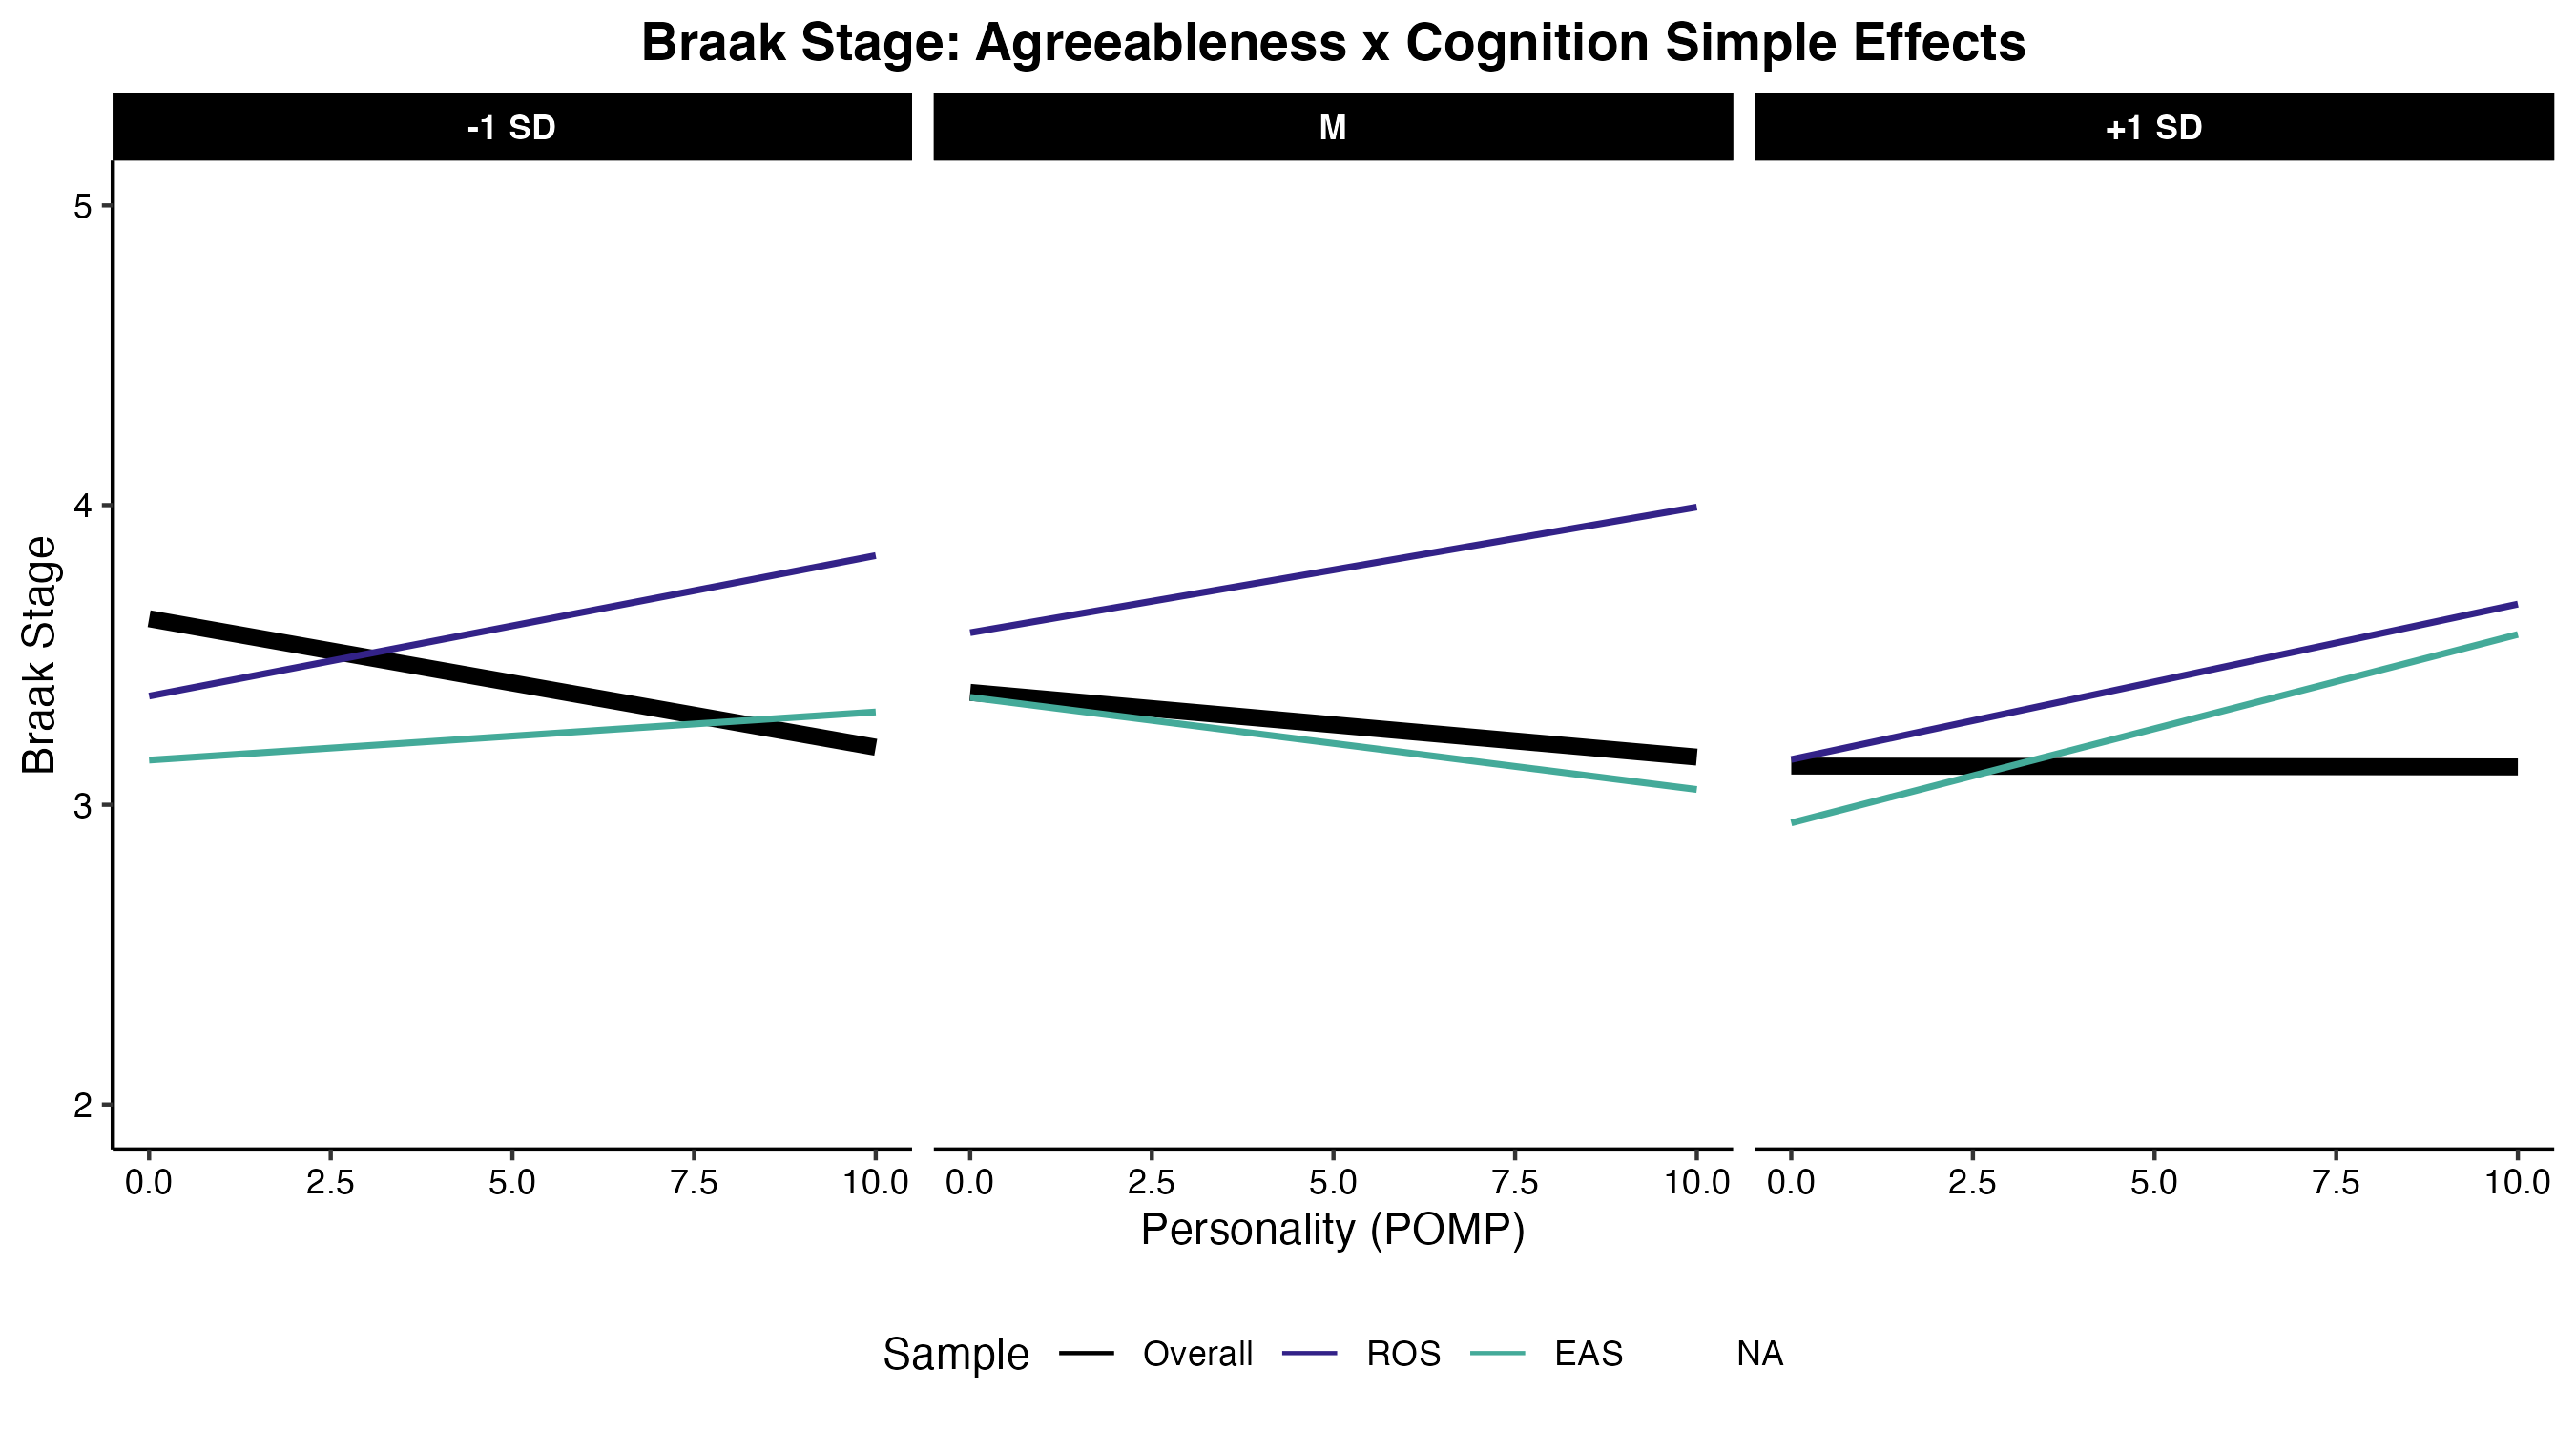 Braak Stage: Agreeableness x Cognition Simple Effects
-1 SD
M
+1 SD
Braak Stage
5
4
3
2
0.0 2.5 5.0 7.5 10.0
0.0 2.5 5.0 7.5 10.0
0.0 2.5 5.0 7.5 10.0
Personality (POMP)
Sample Overall ROS EAS NA